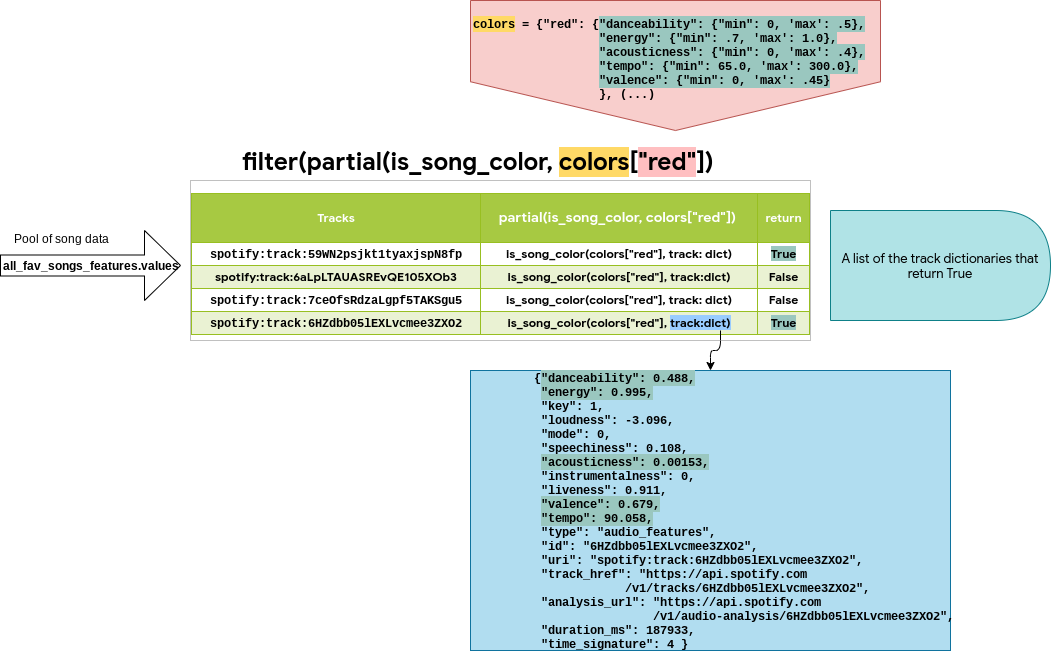 colors = {"red": {"danceability": {"min": 0, 'max': .5},
"energy": {"min": .7, 'max': 1.0},
"acousticness": {"min": 0, 'max': .4},
"tempo": {"min": 65.0, 'max': 300.0},
"valence": {"min": 0, 'max': .45}
}, (...)
filter(partial(is_song_color, colors["red"])
Tracks partial(is_song_color, colors["red"]) return
Pool of song data
all_fav_songs_features.values
spotify:track:59WN2psjkt1tyaxjspN8fp is_song_color(colors["red"], track: dict) True
spotify:track:6aLpLTAUASREvQE105XOb3 is_song_color(colors["red"], track:dict) False
spotify:track:7ceOfsRdzaLgpf5TAKSgu5 is_song_color(colors["red"], track: dict) False
spotify:track:6HZdbb05lEXLvcmee3ZXO2 is_song_color(colors["red"], track:dict) True
A list of the track dictionaries that
return True
{"danceability": 0.488,
"energy": 0.995,
"key": 1,
"loudness": -3.096,
"mode": 0,
"speechiness": 0.108,
"acousticness": 0.00153,
"instrumentalness": 0,
"liveness": 0.911,
"valence": 0.679,
"tempo": 90.058,
"type": "audio_features",
"id": "6HZdbb05lEXLvcmee3ZXO2",
"uri": "spotify:track:6HZdbb05lEXLvcmee3ZXO2",
"track_href": "https://api.spotify.com
/v1/tracks/6HZdbb05lEXLvcmee3ZXO2",
"analysis_url": "https://api.spotify.com
/v1/audio-analysis/6HZdbb05lEXLvcmee3ZXO2",
"duration_ms": 187933,
"time_signature": 4 }